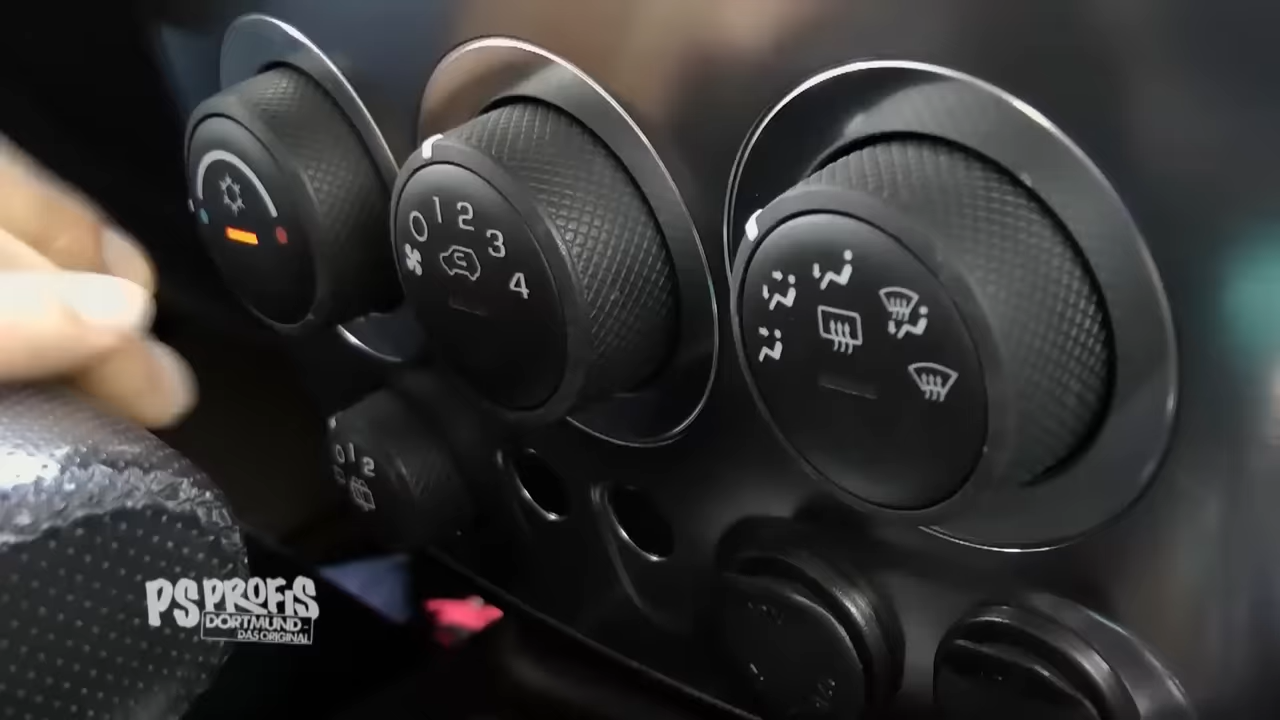 0 1 2 3 4
0 1 2
PS PROFIS
DORTMUND-
DAS ORIGINAL